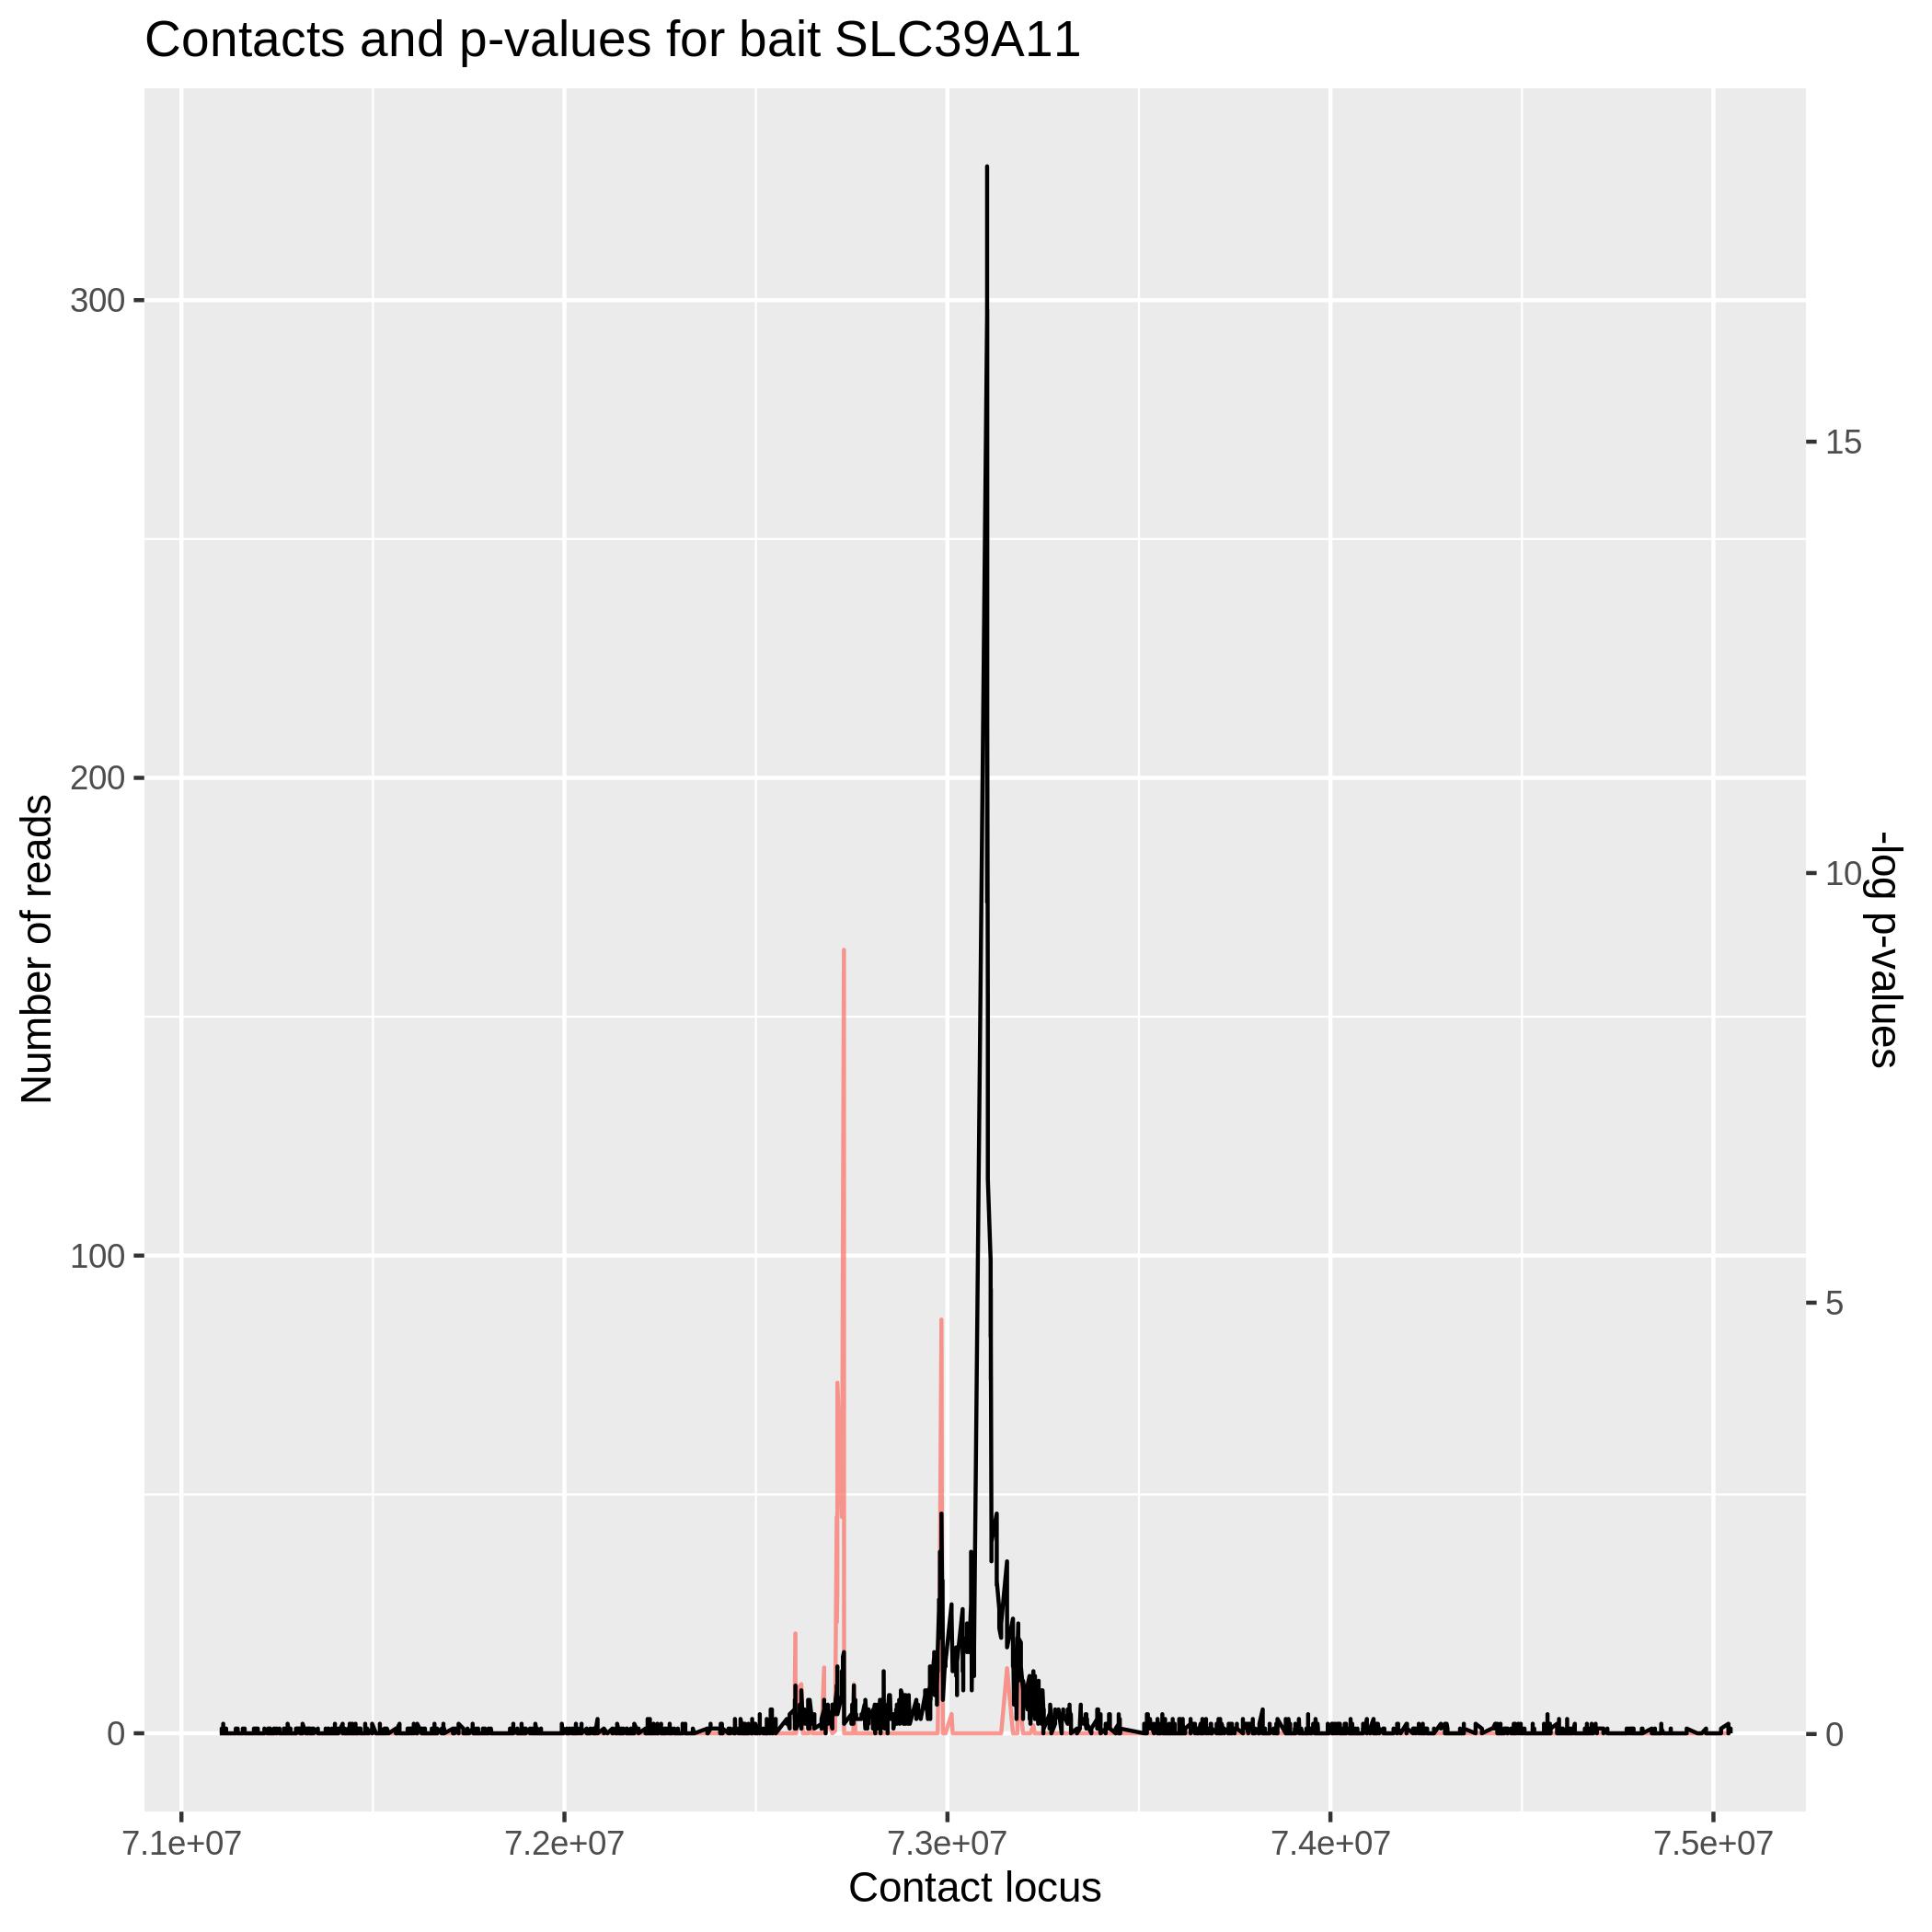 Contacts and p-values for bait SLC39A11
Number of reads
300
200
100
0
15
10
5
0
-log p-values
7.1e+07
7.2e+07
7.3e+07
7.4e+07
7.5e+07
Contact locus